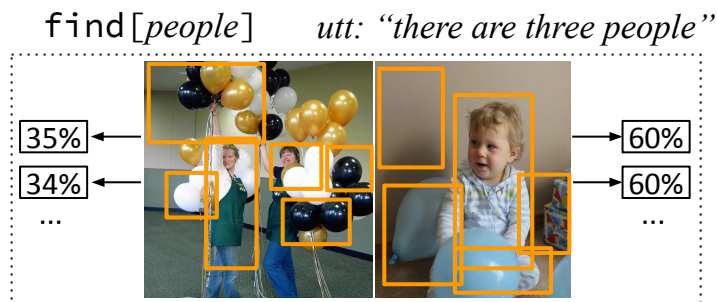 find[people] utt: “there are three people”
35% 60%
34% 60%
... ...